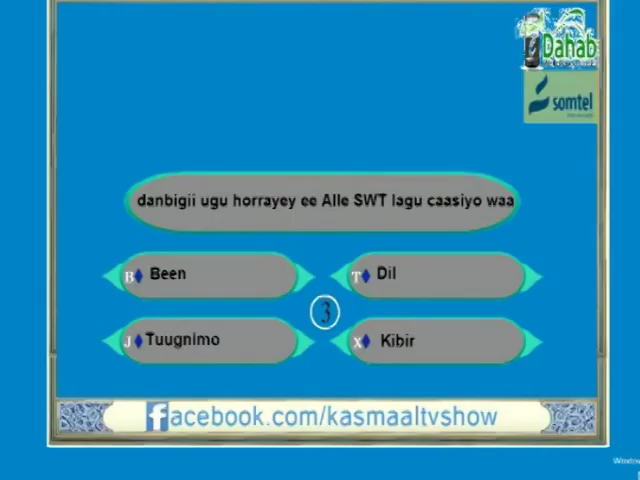 Dahab
somtel
danbigii ugu horrayey ee Alle SWT lagu caasiyo waa
B Been
T Dil
3
J Tuugnimo
X Kibir
facebook.com/kasmaaltvshow